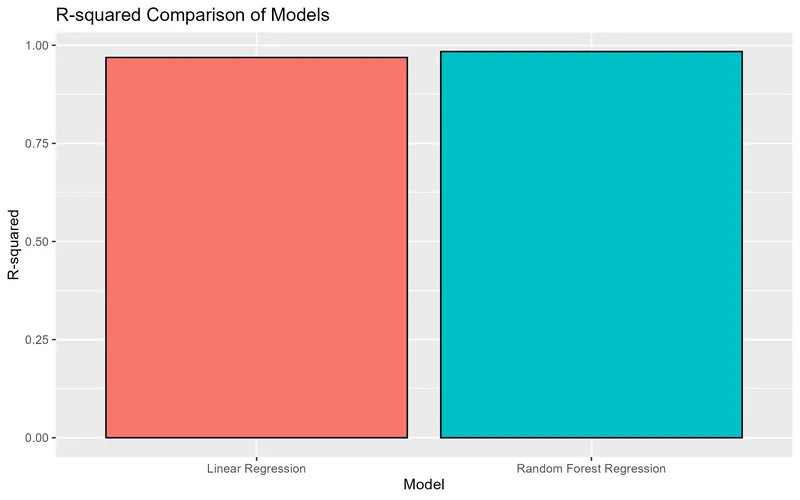 R-squared Comparison of Models
1.00
0.75
0.50
0.25
0.00
R-squared
Linear Regression
Random Forest Regression
Model